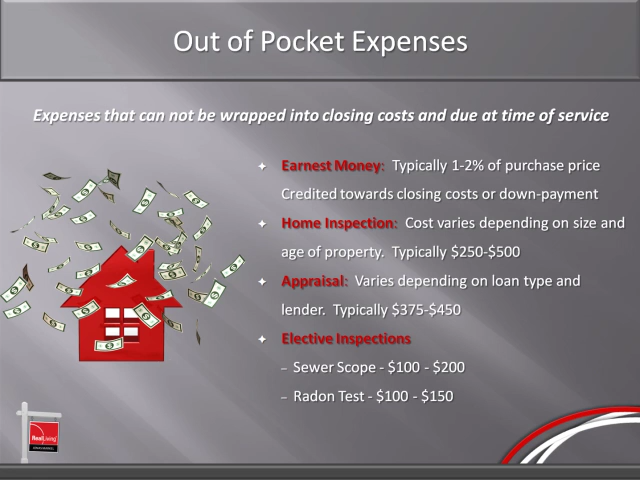 Out of Pocket Expenses
Expenses that can not be wrapped into closing costs and due at time of service
Earnest Money: Typically 1-2% of purchase price
Credited towards closing costs or down-payment
Home Inspection: Cost varies depending on size and
age of property. Typically $250-$500
Appraisal: Varies depending on loan type and
lender. Typically $375-$450
Elective Inspections
– Sewer Scope - $100 - $200
– Radon Test - $100 - $150
Real Living